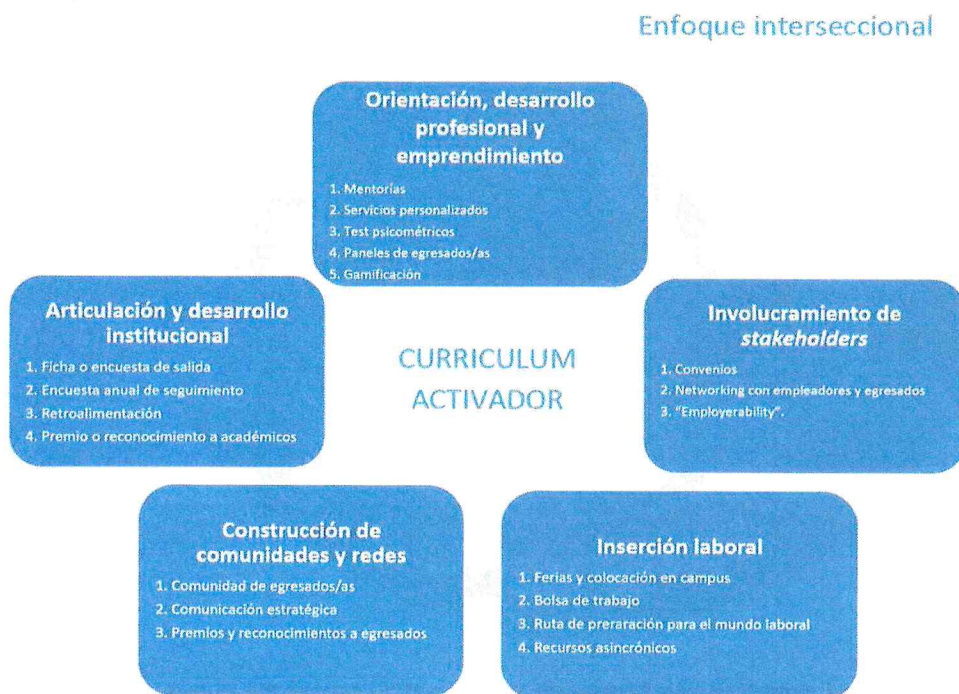 Enfoque interseccional
Orientación, desarrollo
profesional y
emprendimiento
1. Mentorías
2. Servicios personalizados
3. Test psicométricos
4. Paneles de egresados/as
5. Gamificación
Articulación y desarrollo
institucional
1. Ficha o encuesta de salida
2. Encuesta anual de seguimiento
3. Retroalimentación
4. Premio o reconocimiento a académicos
CURRICULUM
ACTIVADOR
Involucramiento de
stakeholders
1. Convenios
2. Networking con empleadores y egresados
3. "Employerability".
Construcción de
comunidades y redes
1. Comunidad de egresados/as
2. Comunicación estratégica
3. Premios y reconocimientos a egresados
Inserción laboral
1. Ferias y colocación en campus
2. Bolsa de trabajo
3. Ruta de preraración para el mundo laboral
4. Recursos asincrónicos